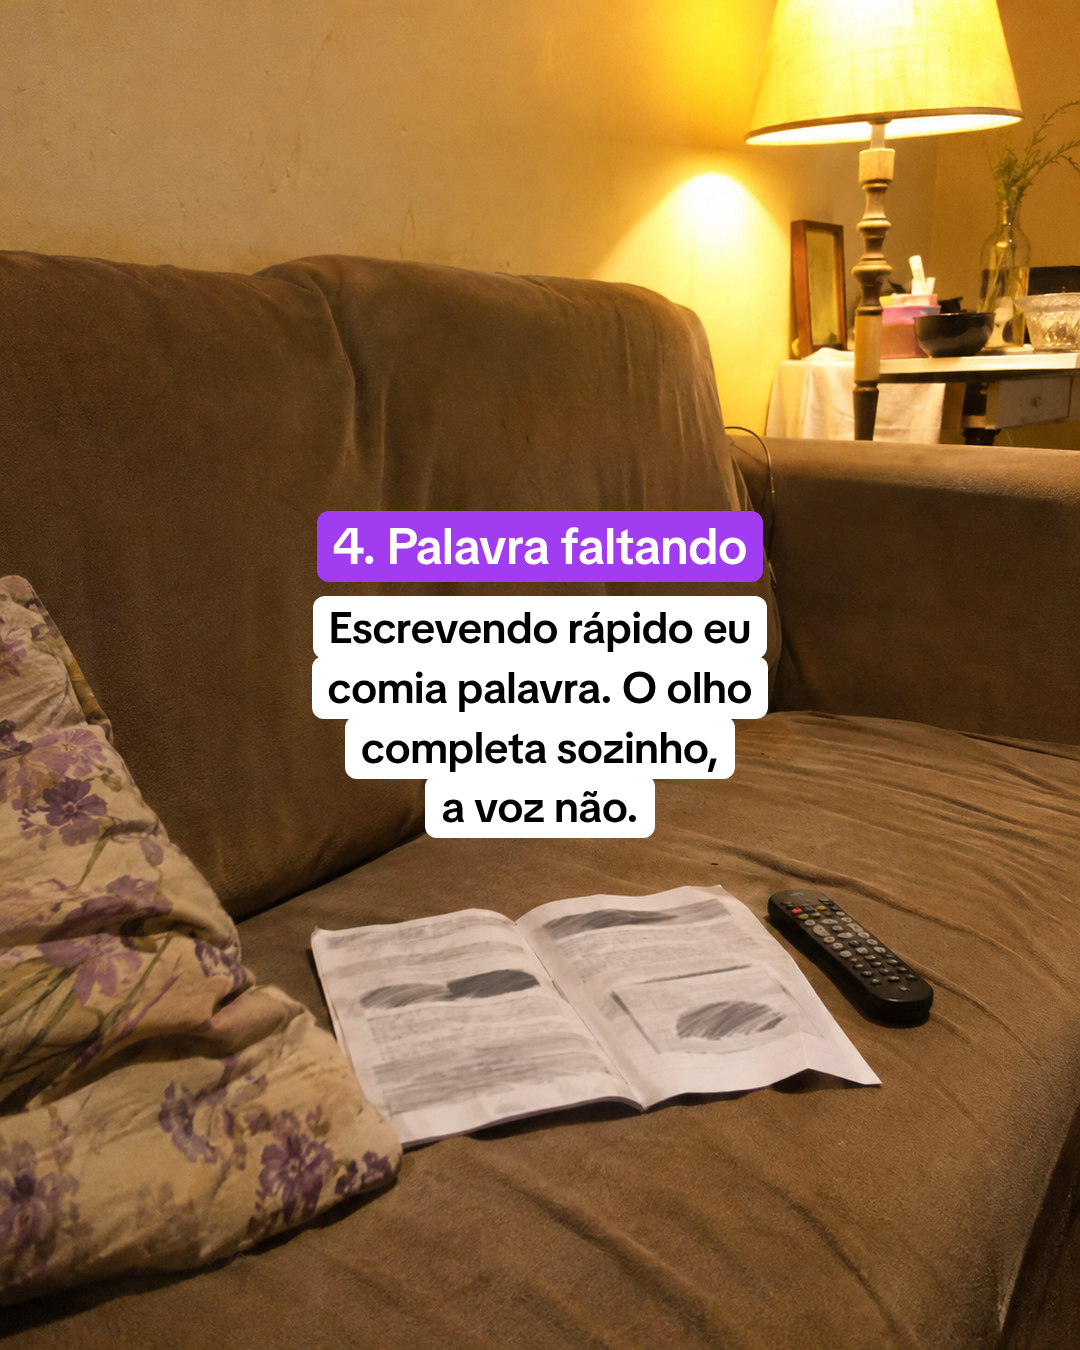 4. Palavra faltando
Escrevendo rápido eu
comia palavra. O olho
completa sozinho,
a voz não.